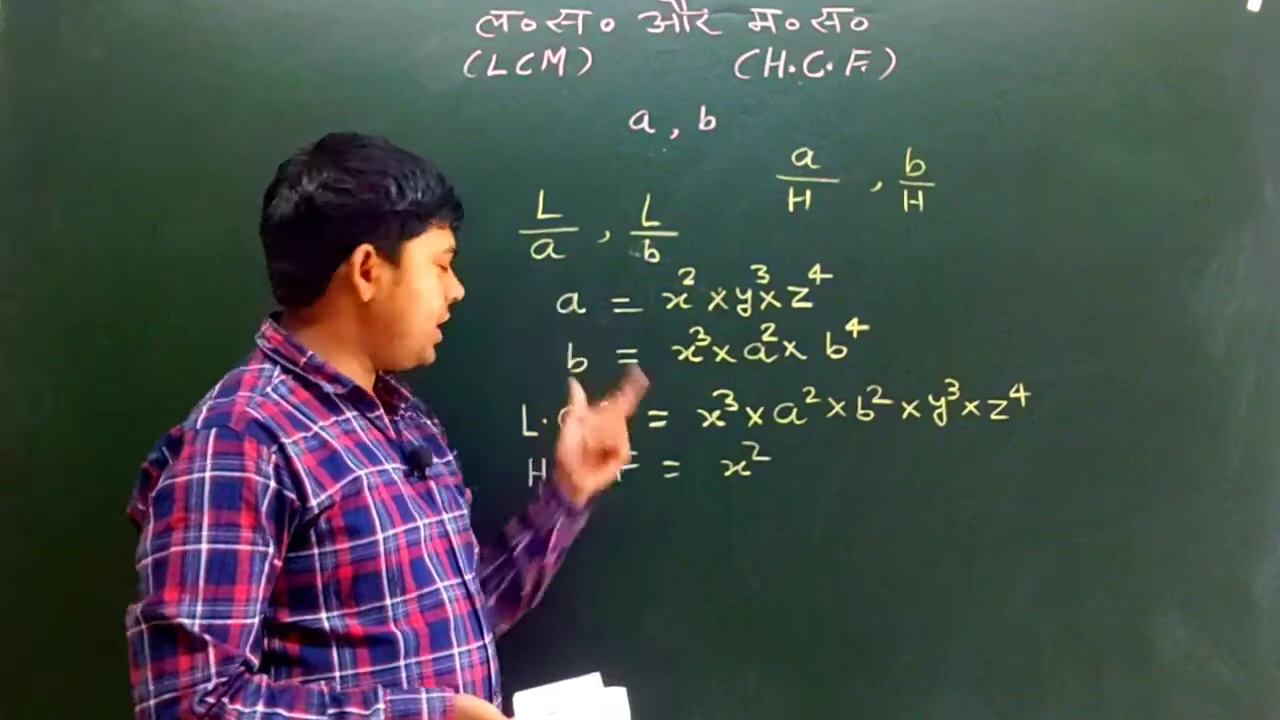 ल०स० और म०स०
(LCM) (H.C.F.)
a , b
a/H , b/H
L/a , L/b
a = x² × y³ × z⁴
b = x³ × a² × b⁴
L. = x³ × a² × b² × y³ × z⁴
H F = x²